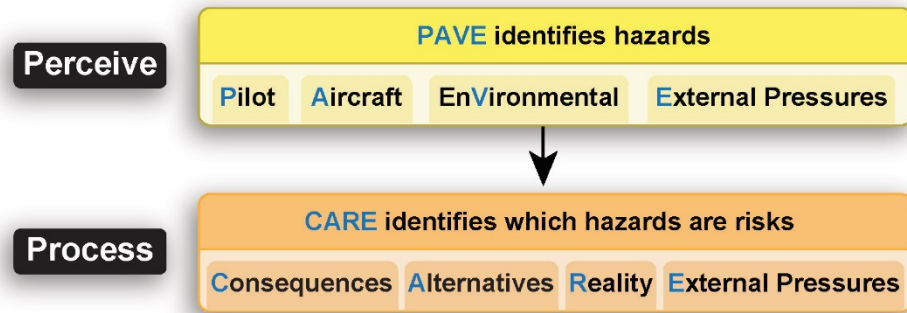 Perceive
PAVE identifies hazards
Pilot Aircraft EnVironmental External Pressures
Process
CARE identifies which hazards are risks
Consequences Alternatives Reality External Pressures